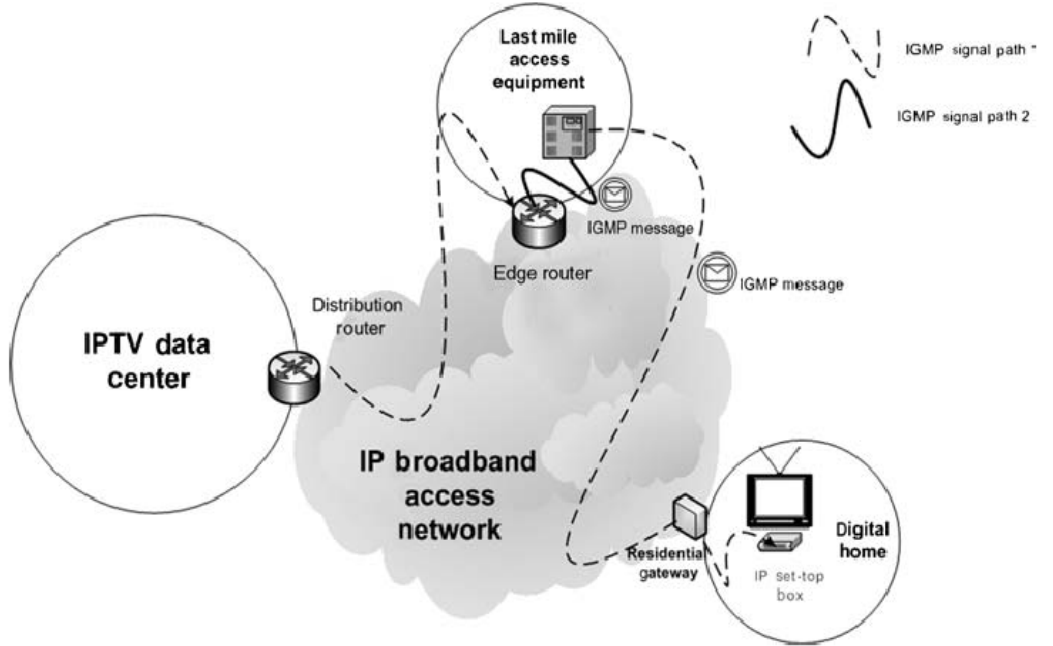 Last mile
access
equipment
IGMP signal path
IGMP signal path 2
IGMP message
Edge router
IGMP message
Distribution
router
IPTV data
center
IP broadband
access
network
Residential
gateway
Digital
home
IP set-top
box